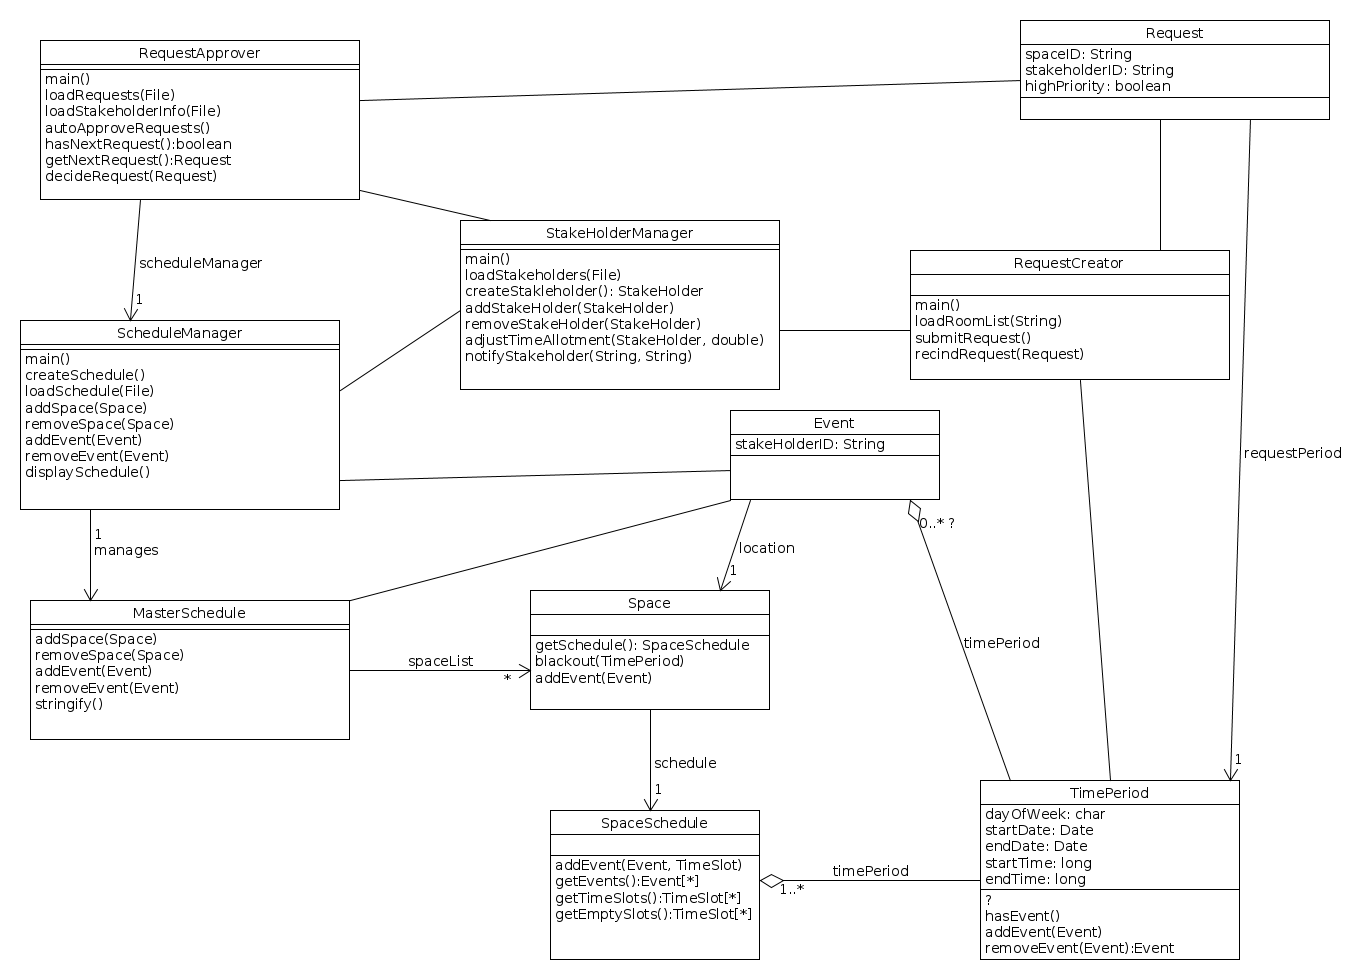 RequestApprover
main()
loadRequests(File)
loadStakeholderInfo(File)
autoApproveRequests()
hasNextRequest():boolean
getNextRequest():Request
decideRequest(Request)
Request
spaceID: String
stakeholderID: String
highPriority: boolean
scheduleManager
1
StakeHolderManager
main()
loadStakeholders(File)
createStakleholder(): StakeHolder
addStakeHolder(StakeHolder)
removeStakeHolder(StakeHolder)
adjustTimeAllotment(StakeHolder, double)
notifyStakeholder(String, String)
RequestCreator
main()
loadRoomList(String)
submitRequest()
recindRequest(Request)
ScheduleManager
main()
createSchedule()
loadSchedule(File)
addSpace(Space)
removeSpace(Space)
addEvent(Event)
removeEvent(Event)
displaySchedule()
Event
stakeHolderID: String
requestPeriod
1
1
manages
location
1
0..* ?
timePeriod
MasterSchedule
addSpace(Space)
removeSpace(Space)
addEvent(Event)
removeEvent(Event)
stringify()
spaceList
*
Space
getSchedule(): SpaceSchedule
blackout(TimePeriod)
addEvent(Event)
schedule
1
SpaceSchedule
addEvent(Event, TimeSlot)
getEvents():Event[*]
getTimeSlots():TimeSlot[*]
getEmptySlots():TimeSlot[*]
timePeriod
1..*
TimePeriod
dayOfWeek: char
startDate: Date
endDate: Date
startTime: long
endTime: long
?
hasEvent()
addEvent(Event)
removeEvent(Event):Event